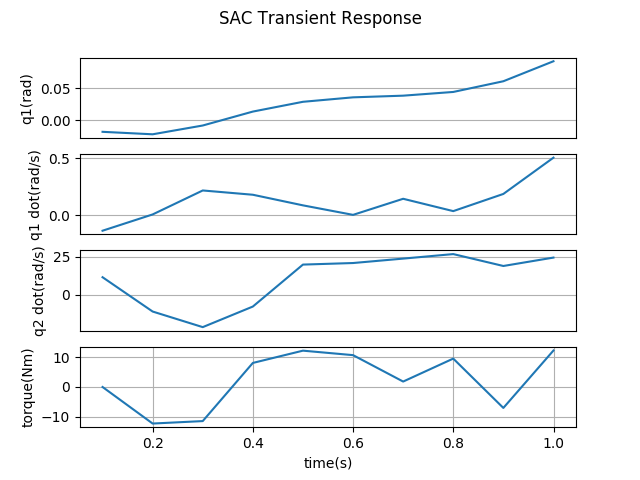 SAC Transient Response
q1(rad)
0.05
0.00
q1 dot(rad/s)
0.5
0.0
q2 dot(rad/s)
25
0
torque(Nm)
10
0
−10
0.2 0.4 0.6 0.8 1.0
time(s)